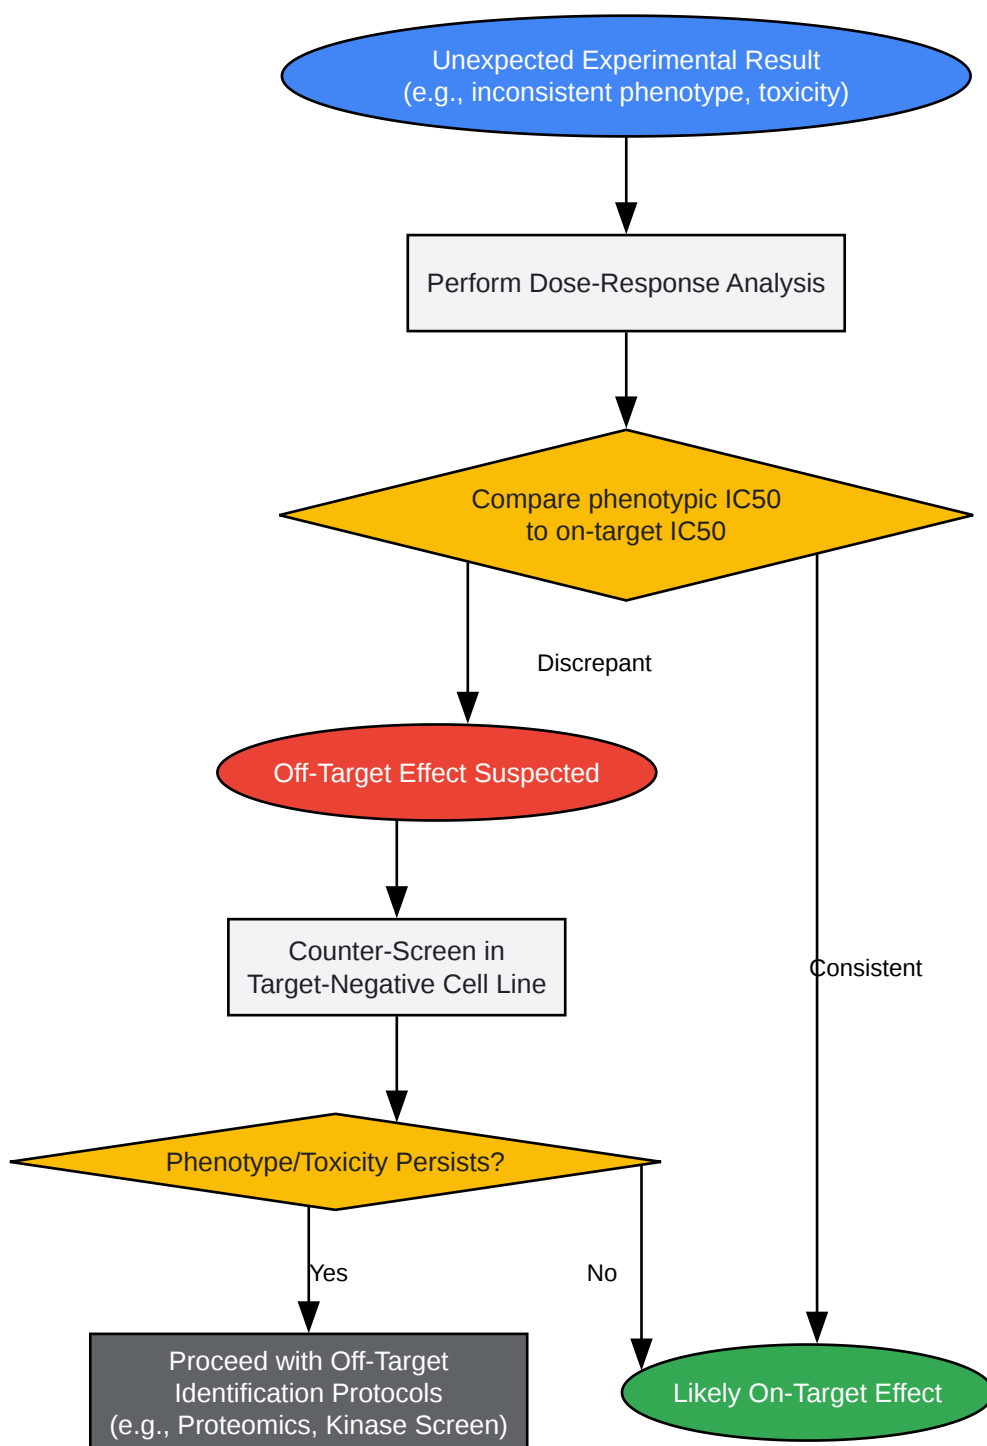 Unexpected Experimental Result
(e.g., inconsistent phenotype, toxicity)
Perform Dose-Response Analysis
Compare phenotypic IC50
to on-target IC50
Discrepant
Off-Target Effect Suspected
Counter-Screen in
Target-Negative Cell Line
Consistent
Phenotype/Toxicity Persists?
Yes
No
Proceed with Off-Target
Identification Protocols
(e.g., Proteomics, Kinase Screen)
Likely On-Target Effect